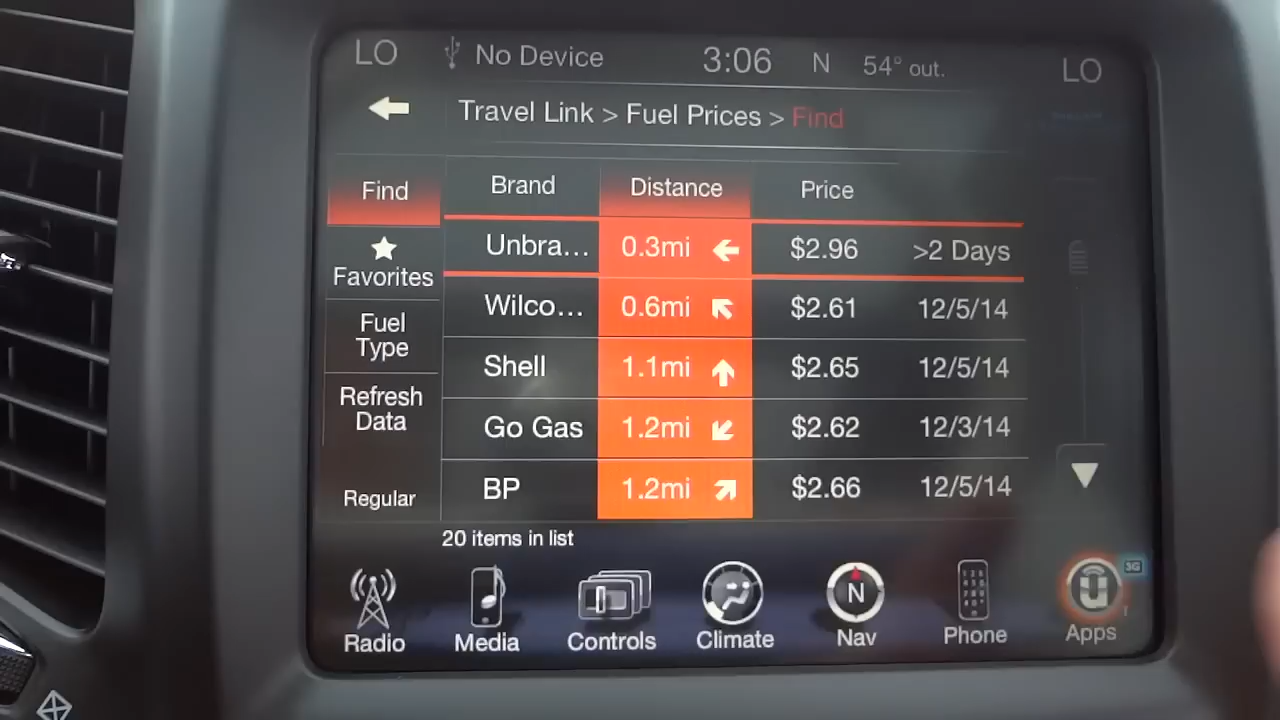 LO No Device 3:06 N 54° out. LO
Travel Link > Fuel Prices > Find
Find
Favorites
Fuel
Type
Refresh
Data
Regular
Brand Distance Price
Unbra... 0.3mi $2.96 >2 Days
Wilco... 0.6mi $2.61 12/5/14
Shell 1.1mi $2.65 12/5/14
Go Gas 1.2mi $2.62 12/3/14
BP 1.2mi $2.66 12/5/14
20 items in list
N 3G
Radio Media Controls Climate Nav Phone Apps